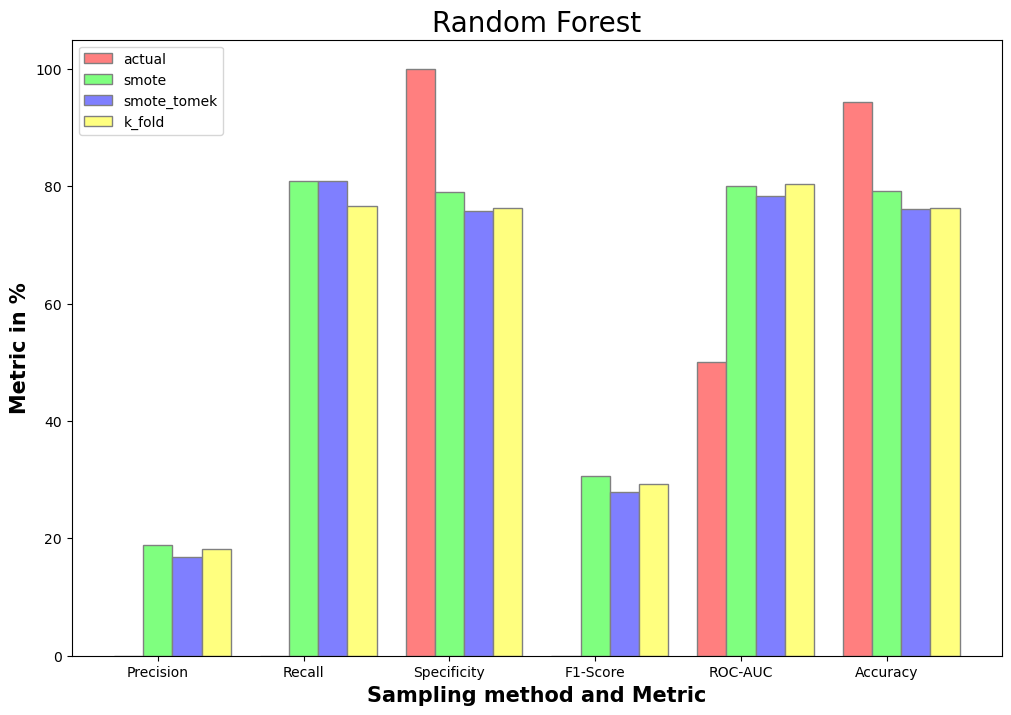 Random Forest
actual
smote
smote_tomek
k_fold
100
80
60
40
20
0
Metric in %
Precision Recall Specificity F1-Score ROC-AUC Accuracy
Sampling method and Metric